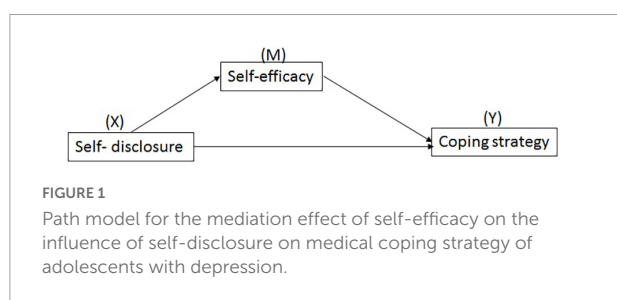 (M)
Self-efficacy
(X)
(Y)
Self- disclosure
Coping strategy
FIGURE 1
Path model for the mediation effect of self-efficacy on the
influence of self-disclosure on medical coping strategy of
adolescents with depression.